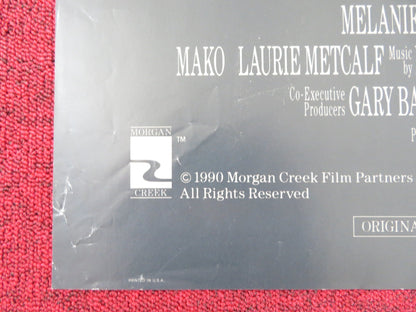 MELANIE
MAKO LAURIE METCALF Music
by
Co-Executive
Producers GARY BA
MORGAN
CREEK
TM
© 1990 Morgan Creek Film Partners
All Rights Reserved
ORIGINA
PRINTED IN U.S.A.